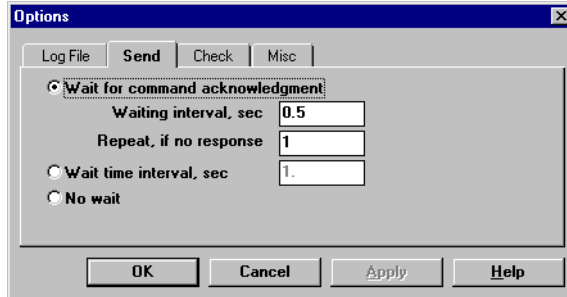 Options
Log File Send Check Misc
Wait for command acknowledgment
Waiting interval, sec 0.5
Repeat, if no response 1
Wait time interval, sec 1.
No wait
OK Cancel Apply Help